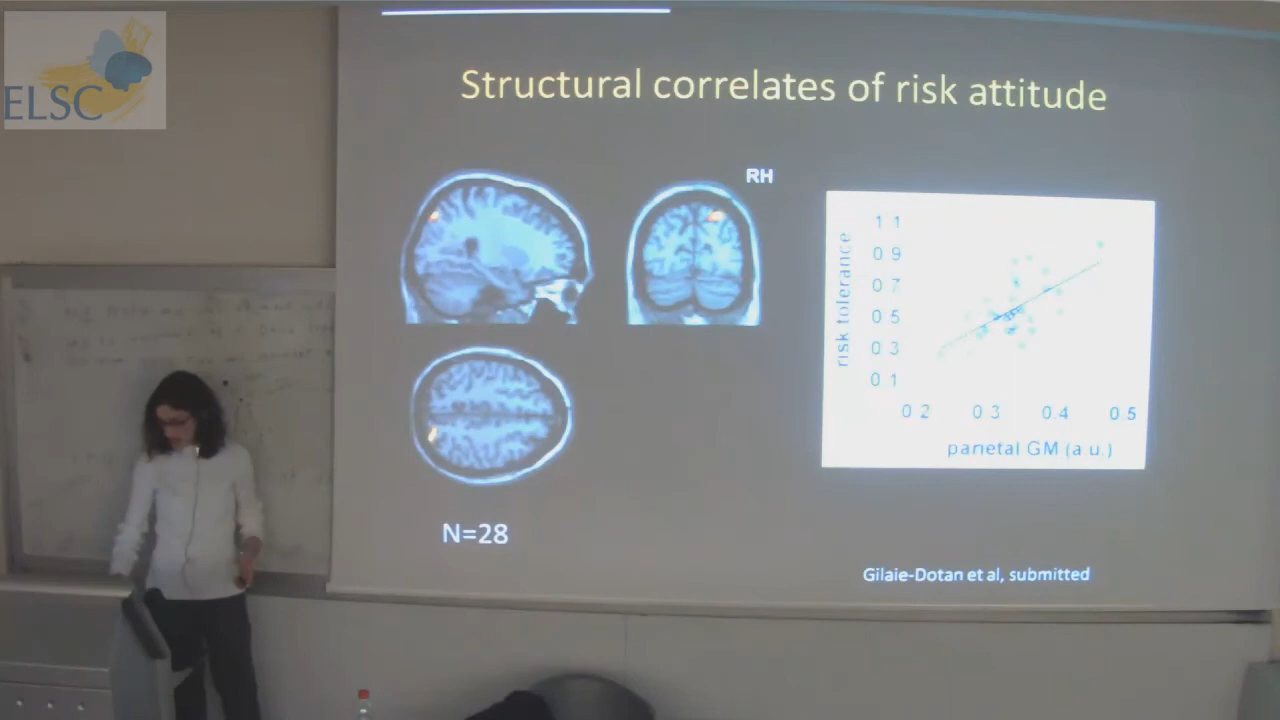 ELSC
Structural correlates of risk attitude
RH
risk tolerance
1 1
0 9
0 7
0 5
0 3
0 1
0 2 0 3 0 4 0 5
parietal GM (a u.)
N=28
Gilaie-Dotan et al, submitted